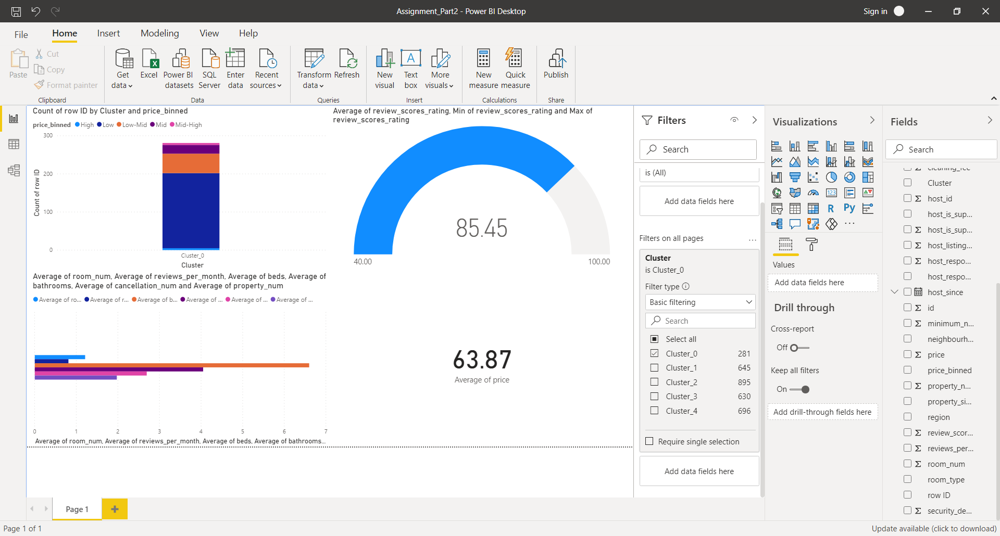 Assignment_Part2 - Power BI Desktop
Sign in
File
Home
Insert
Modeling
View
Help
Paste
Cut
Copy
Format painter
Clipboard
Get data
Excel
Power BI datasets
SQL Server
Enter data
Recent sources
Data
Transform data
Refresh
Queries
New visual
Text box
More visuals
Insert
New measure
Quick measure
Calculations
Publish
Share
Count of row ID by Cluster and price_binned
price_binned High Low Low-Mid Mid Mid-High
300
200
100
0
Count of row ID
Cluster_0
Cluster
Average of room_num, Average of reviews_per_month, Average of beds, Average of
bathrooms, Average of cancellation_num and Average of property_num
Average of ro... Average of r... Average of b... Average of ... Average of ... Average of ...
0 1 2 3 4 5 6 7
Average of room_num, Average of reviews_per_month, Average of beds, Average of bathrooms...
Average of review_scores_rating, Min of review_scores_rating and Max of
review_scores_rating
85.45
40.00
100.00
63.87
Average of price
Filters
Search
is (All)
Add data fields here
Filters on all pages
...
Cluster
is Cluster_0
Filter type
Basic filtering
Search
Select all
Cluster_0 281
Cluster_1 645
Cluster_2 895
Cluster_3 630
Cluster_4 696
Require single selection
Add data fields here
Visualizations
123
R
Py
...
Values
Add data fields here
Drill through
Cross-report
Off
Keep all filters
On
Add drill-through fields here
Fields
Search
Σ cleaning_fee
Cluster
Σ host_id
host_is_sup...
Σ host_is_sup...
Σ host_listing...
Σ host_respo...
host_respo...
host_since
Σ id
Σ minimum_n...
neighbourh...
Σ price
price_binned
Σ property_n...
property_si...
region
Σ review_scor...
Σ reviews_per...
Σ room_num
room_type
row ID
Σ security_de...
Page 1
+
Page 1 of 1
Update available (click to download)